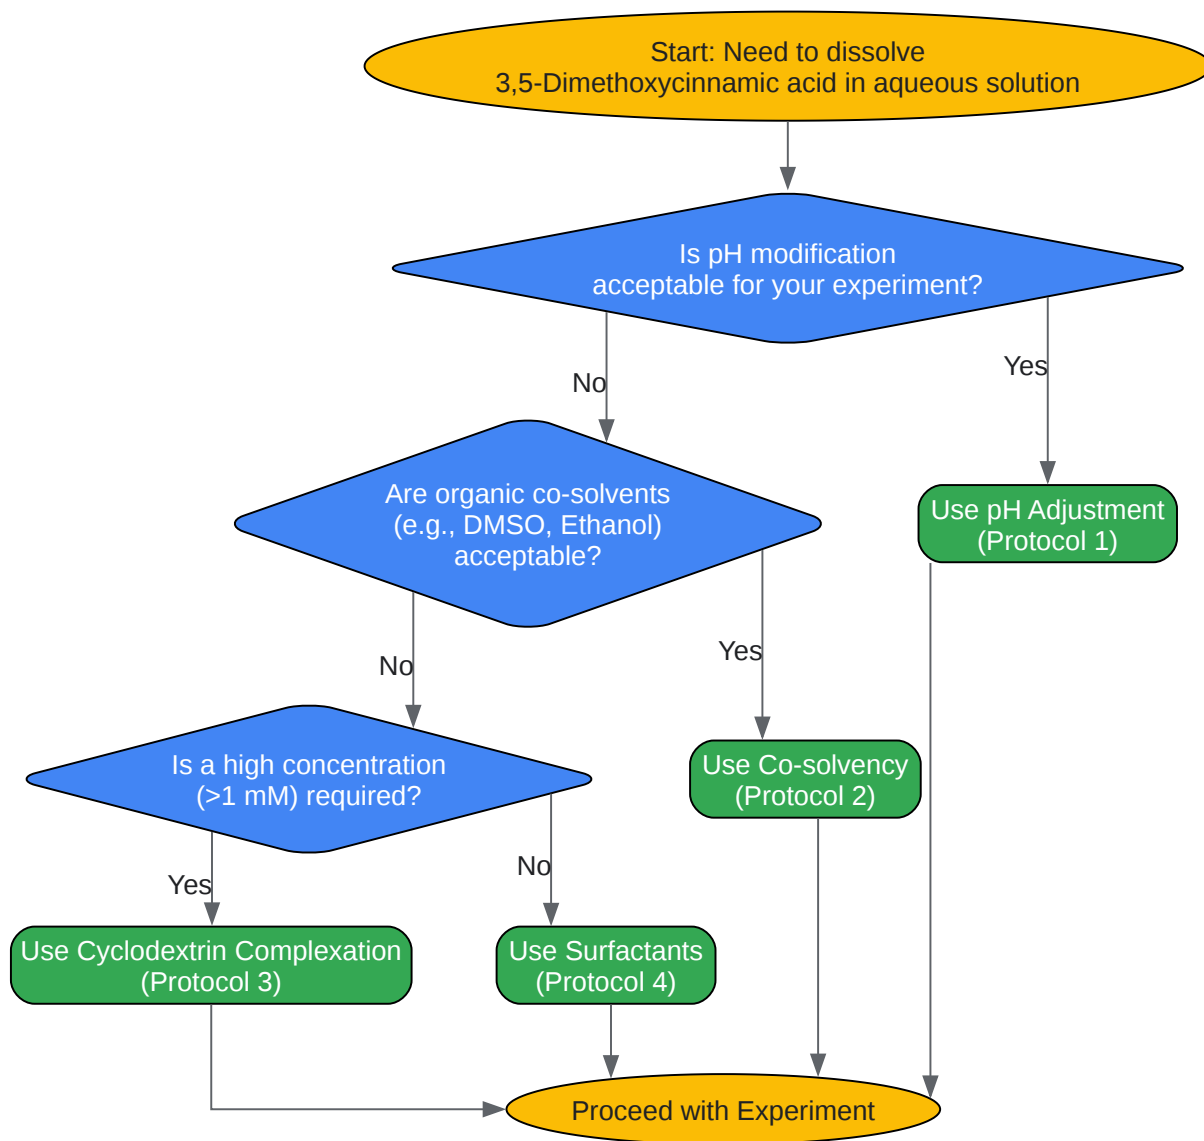 Start: Need to dissolve
3,5-Dimethoxycinnamic acid in aqueous solution
Is pH modification
acceptable for your experiment?
No
Yes
Are organic co-solvents
(e.g., DMSO, Ethanol)
acceptable?
Use pH Adjustment
(Protocol 1)
No
Yes
Is a high concentration
(>1 mM) required?
Use Co-solvency
(Protocol 2)
Yes
No
Use Cyclodextrin Complexation
(Protocol 3)
Use Surfactants
(Protocol 4)
Proceed with Experiment